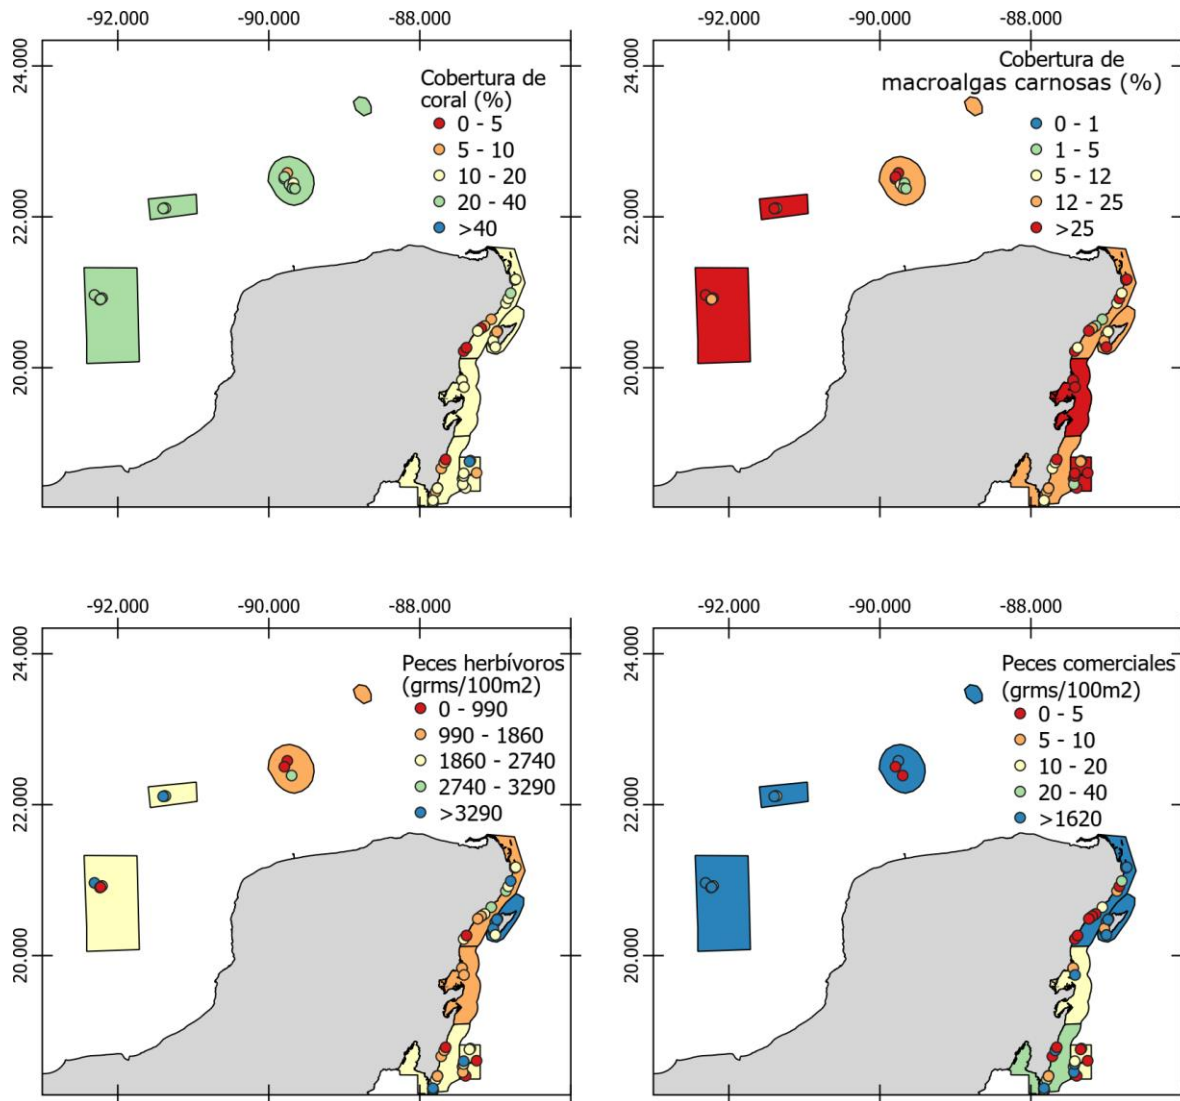 -92.000 -90.000 -88.000
-92.000 -90.000 -88.000
24.000
22.000
20.000
Cobertura de
coral (%)
0 - 5
5 - 10
10 - 20
20 - 40
>40
24.000
22.000
20.000
Cobertura de
macroalgas carnosas (%)
0 - 1
1 - 5
5 - 12
12 - 25
>25
-92.000 -90.000 -88.000
-92.000 -90.000 -88.000
24.000
22.000
20.000
Peces herbívoros
(grms/100m2)
0 - 990
990 - 1860
1860 - 2740
2740 - 3290
>3290
24.000
22.000
20.000
Peces comerciales
(grms/100m2)
0 - 5
5 - 10
10 - 20
20 - 40
>1620